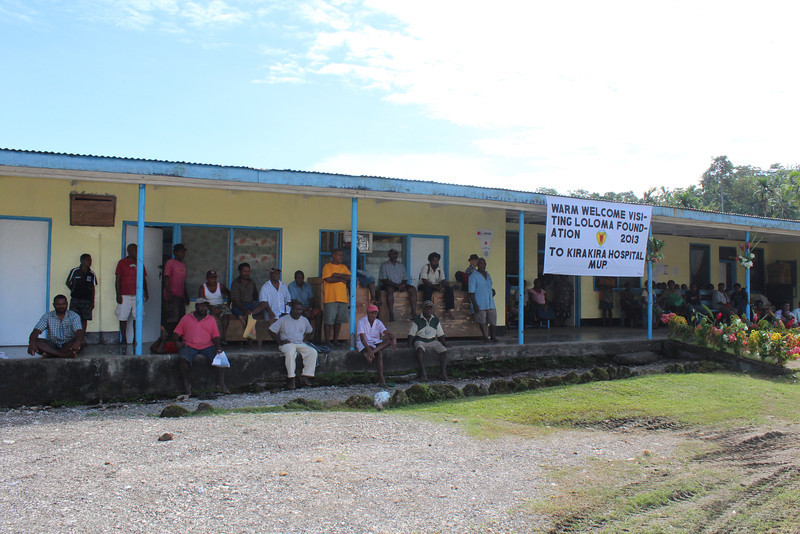 WARM WELCOME VISI-
TING LOLOMA FOUND-
ATION 2013
TO KIRAKIRA HOSPITAL
MUP.